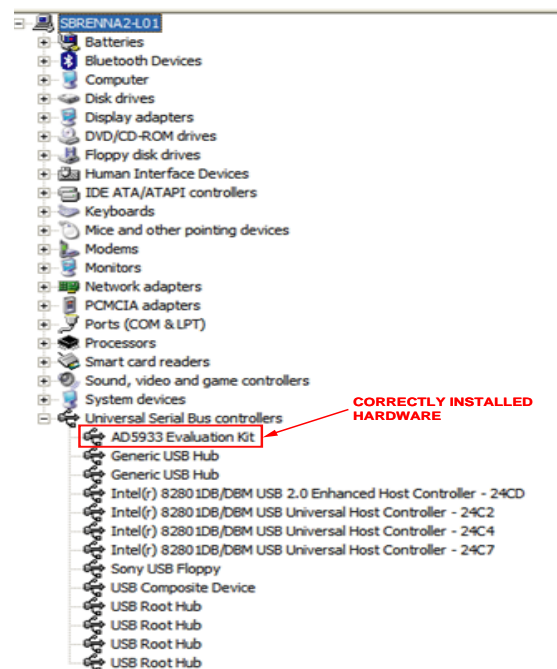 SBRENNA2-L01
Batteries
Bluetooth Devices
Computer
Disk drives
Display adapters
DVD/CD-ROM drives
Floppy disk drives
Human Interface Devices
IDE ATA/ATAPI controllers
Keyboards
Mice and other pointing devices
Modems
Monitors
Network adapters
PCMCIA adapters
Ports (COM & LPT)
Processors
Smart card readers
Sound, video and game controllers
System devices
CORRECTLY INSTALLED
HARDWARE
Universal Serial Bus controllers
AD5933 Evaluation Kit
Generic USB Hub
Generic USB Hub
Intel(r) 82801DB/DBM USB 2.0 Enhanced Host Controller - 24CD
Intel(r) 82801DB/DBM USB Universal Host Controller - 24C2
Intel(r) 82801DB/DBM USB Universal Host Controller - 24C4
Intel(r) 82801DB/DBM USB Universal Host Controller - 24C7
Sony USB Floppy
USB Composite Device
USB Root Hub
USB Root Hub
USB Root Hub
USB Root Hub